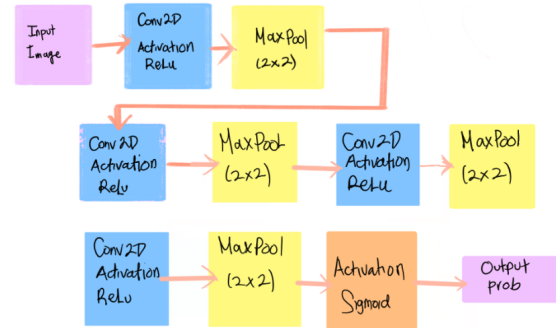 Input
Image
Conv2D
Activation
ReLu
MaxPool
(2x2)
Conv2D
Activation
ReLu
MaxPool
(2x2)
Conv2D
Activation
ReLu
MaxPool
(2x2)
Conv2D
Activation
ReLu
MaxPool
(2x2)
Activation
Sigmoid
Output
prob